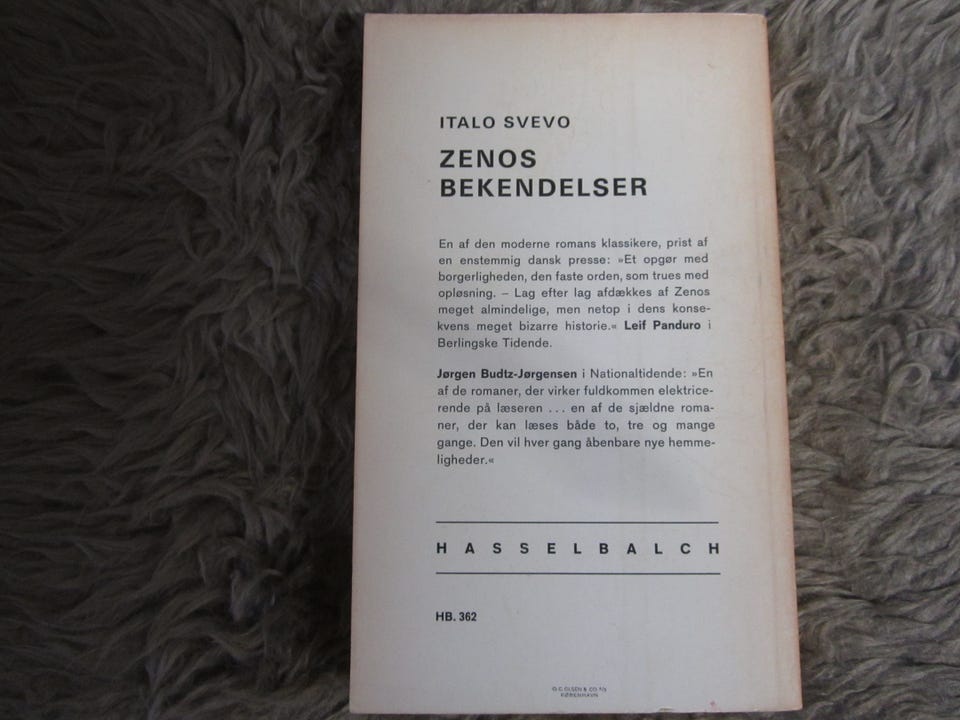 ITALO SVEVO
ZENOS
BEKENDELSER
En af den moderne romans klassikere, prist af
en enstemmig dansk presse: »Et opgør med
borgerligheden, den faste orden, som trues med
opløsning. – Lag efter lag afdækkes af Zenos
meget almindelige, men netop i dens konse-
kvens meget bizarre historie.« Leif Panduro i
Berlingske Tidende.
Jørgen Budtz-Jørgensen i Nationaltidende: »En
af de romaner, der virker fuldkommen elektrice-
rende på læseren ... en af de sjældne roma-
ner, der kan læses både to, tre og mange
gange. Den vil hver gang åbenbare nye hemme-
ligheder.«
HASSELBALCH
HB. 362
O.C. OLSEN & CO. A/S
KØBENHAVN